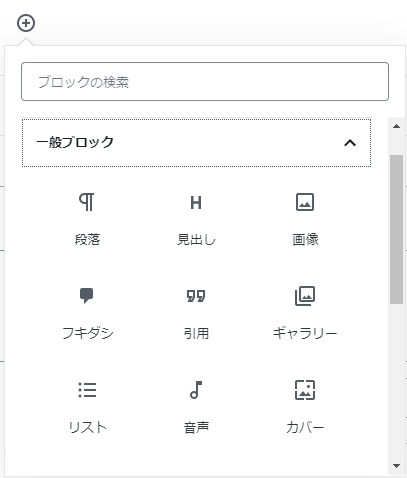 ブロックの検索
一般ブロック
段落
見出し
画像
フキダシ
引用
ギャラリー
リスト
音声
カバー